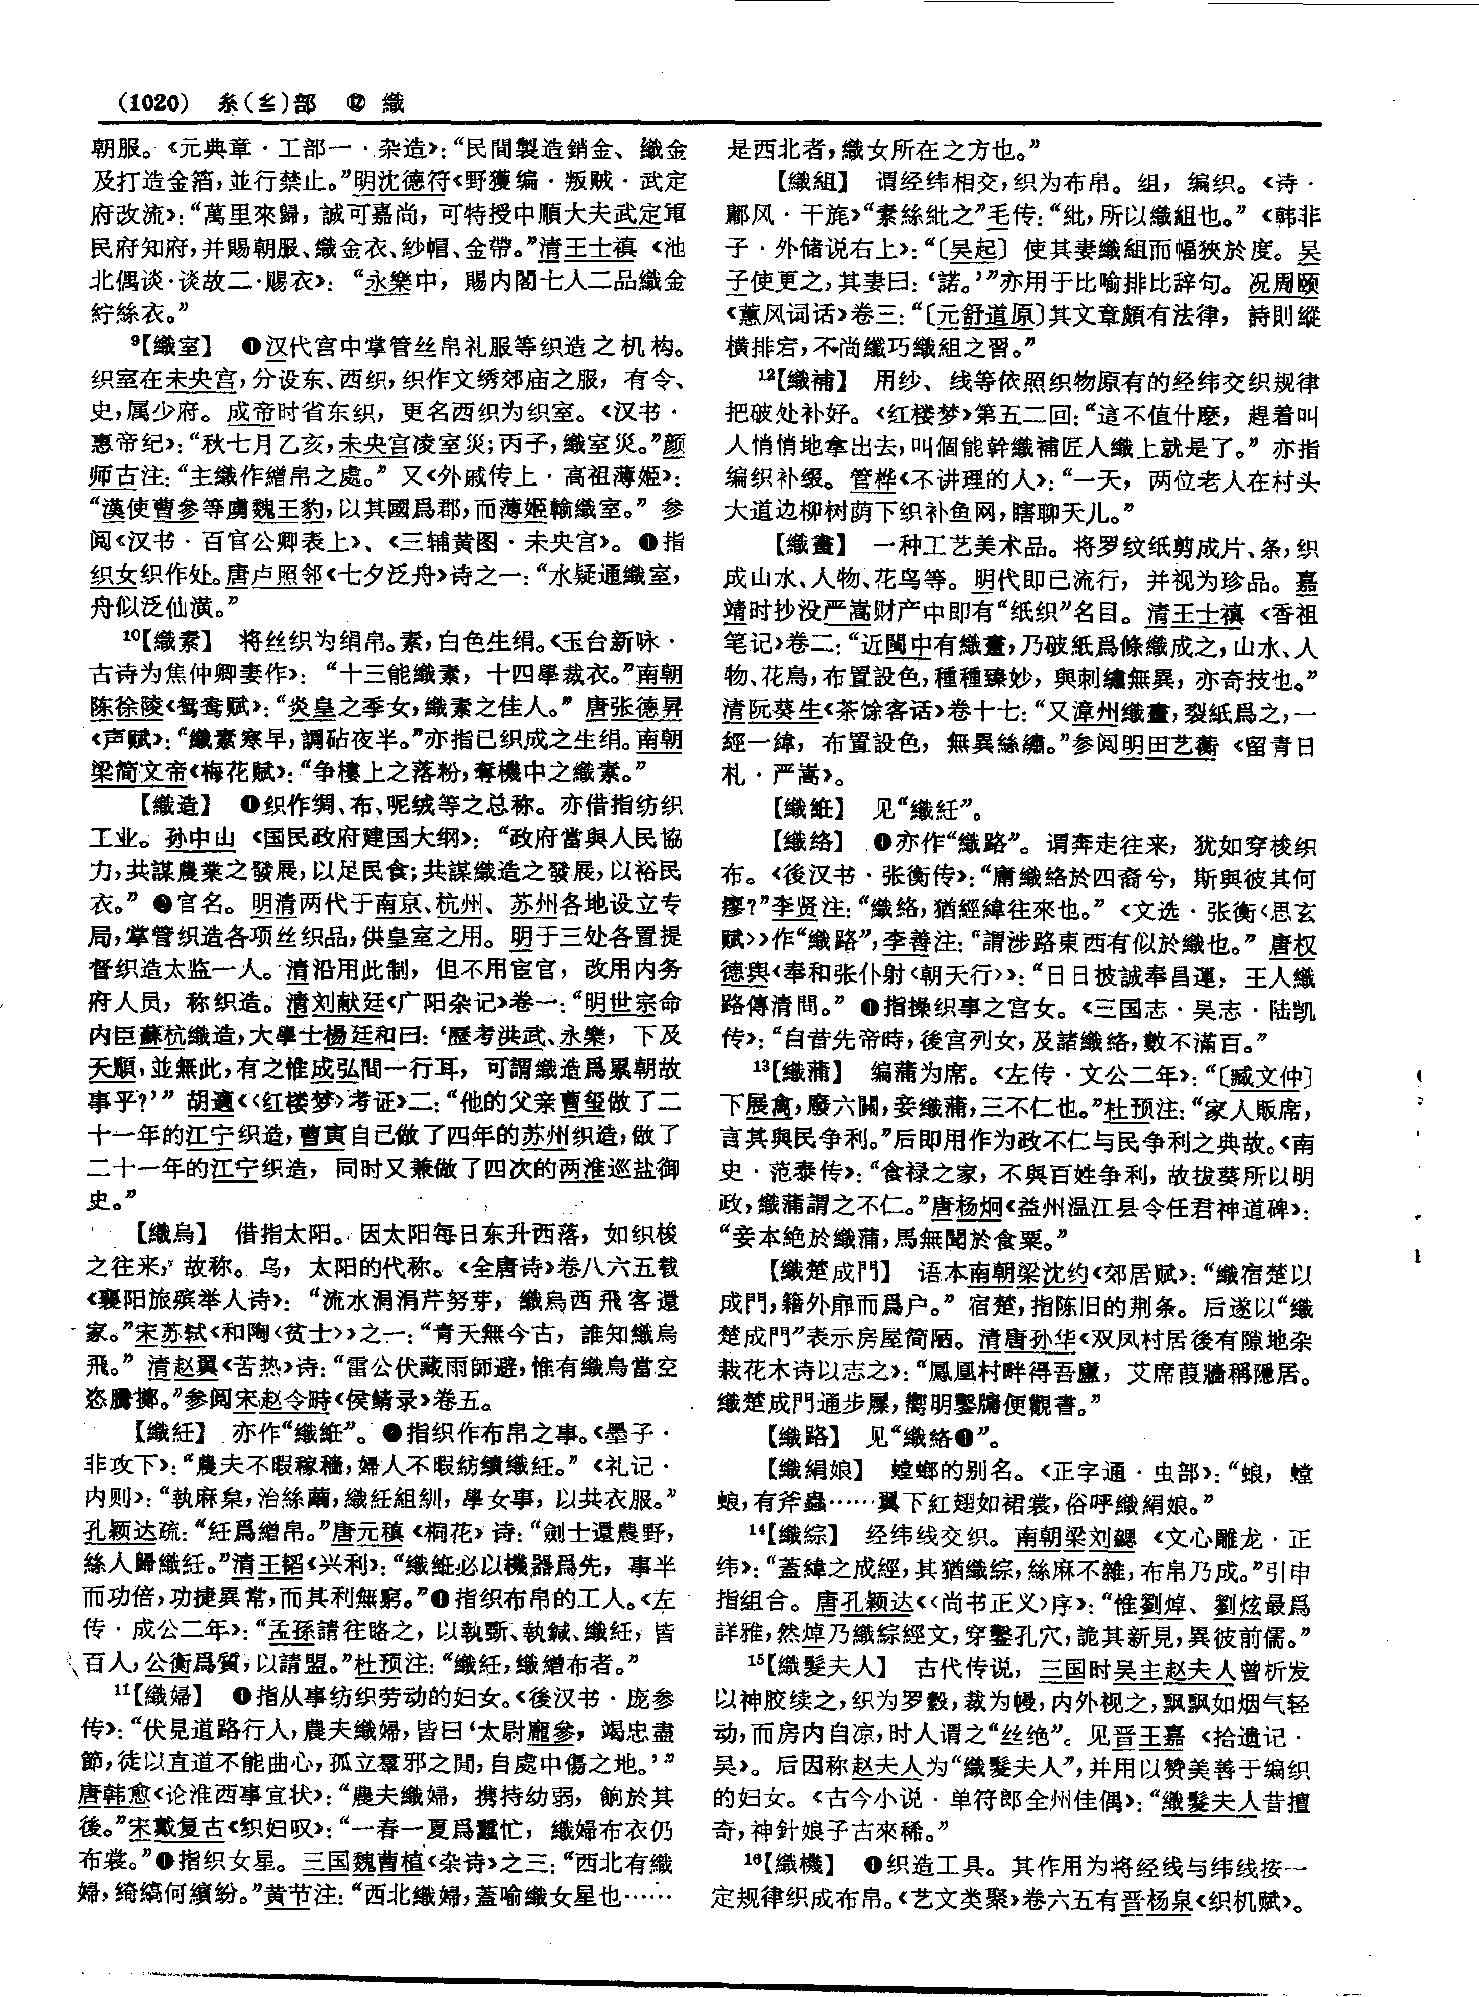 (1020) 糸(纟)部 ⑫ 織
朝服。《元典章·工部一·杂造》：“民間製造銷金、織金
及打造金箔，並行禁止。”明沈德符《野獲编·叛贼·武定
府改流》：“萬里來歸，誠可嘉尚，可特授中順大夫武定軍
民府知府，并賜朝服、織金衣、紗帽、金帶。”清王士禛《池
北偶谈·谈故二·赐衣》：“永樂中，賜内閣七人二品織金
紵絲衣。”
⁹【織室】 ❶汉代宫中掌管丝帛礼服等织造之机构。
织室在未央宫，分设东、西织，织作文绣郊庙之服，有令、
史，属少府。成帝时省东织，更名西织为织室。《汉书·
惠帝纪》：“秋七月乙亥，未央宫凌室災；丙子，織室災。”颜
师古注：“主織作繒帛之處。”又《外戚传上·高祖薄姬》：
“漢使曹參等虜魏王豹，以其國爲郡，而薄姬輸織室。”参
阅《汉书·百官公卿表上》、《三辅黄图·未央宫》。❷指
织女织作处。唐卢照邻《七夕泛舟》诗之一：“水疑通織室，
舟似泛仙潢。”
¹⁰【織素】 将丝织为绢帛。素，白色生绢。《玉台新咏·
古诗为焦仲卿妻作》：“十三能織素，十四學裁衣。”南朝
陈徐陵《鸳鸯赋》：“炎皇之季女，織素之佳人。”唐张德昇
《声赋》：“織素寒早，調砧夜半。”亦指已织成之生绢。南朝
梁简文帝《梅花赋》：“争樓上之落粉，奪機中之織素。”
【織造】 ❶织作绸、布、呢绒等之总称。亦借指纺织
工业。孙中山《国民政府建国大纲》：“政府當與人民協
力，共謀農業之發展，以足民食；共謀織造之發展，以裕民
衣。”❷官名。明清两代于南京、杭州、苏州各地设立专
局，掌管织造各项丝织品，供皇室之用。明于三处各置提
督织造太监一人。清沿用此制，但不用宦官，改用内务
府人员，称织造。清刘献廷《广阳杂记》卷一：“明世宗命
内臣蘇杭織造，大學士楊廷和曰：‘歷考洪武、永樂，下及
天順，並無此，有之惟成弘間一行耳，可謂織造爲累朝故
事乎？’”胡適《〈红楼梦〉考证》二：“他的父亲曹玺做了二
十一年的江宁织造，曹寅自己做了四年的苏州织造，做了
二十一年的江宁织造，同时又兼做了四次的两淮巡盐御
史。”
【織烏】 借指太阳。因太阳每日东升西落，如织梭
之往来，故称。乌，太阳的代称。《全唐诗》卷八六五载
《襄阳旅殡举人诗》：“流水涓涓芹努芽，織烏西飛客還
家。”宋苏轼《和陶〈贫士〉》之一：“青天無今古，誰知織烏
飛。”清赵翼《苦热》诗：“雷公伏藏雨師避，惟有織烏當空
恣騰擲。”参阅宋赵令畤《侯鲭录》卷五。
【織紝】 亦作“織絍”。❶指织作布帛之事。《墨子·
非攻下》：“農夫不暇稼穡，婦人不暇紡績織紝。”《礼记·
内则》：“執麻枲，治絲繭，織紝組紃，學女事，以共衣服。”
孔颖达疏：“紝爲繒帛。”唐元稹《桐花》诗：“劍士還農野，
絲人歸織紝。”清王韬《兴利》：“織絍必以機器爲先，事半
而功倍，功捷異常，而其利無窮。”❷指织布帛的工人。《左
传·成公二年》：“孟孫請往賂之，以執斲、執鍼、織紝，皆
百人，公衡爲質，以請盟。”杜预注：“織紝，織繒布者。”
¹¹【織婦】 ❶指从事纺织劳动的妇女。《後汉书·庞参
传》：“伏見道路行人，農夫織婦，皆曰‘太尉龐參，竭忠盡
節，徒以直道不能曲心，孤立羣邪之間，自處中傷之地。’”
唐韩愈《论淮西事宜状》：“農夫織婦，携持幼弱，餉於其
後。”宋戴复古《织妇叹》：“一春一夏爲蠶忙，織婦布衣仍
布裳。”❷指织女星。三国魏曹植《杂诗》之三：“西北有織
婦，綺縞何繽紛。”黄节注：“西北織婦，蓋喻織女星也……
是西北者，織女所在之方也。”
【織組】 谓经纬相交，织为布帛。组，编织。《诗·
鄘风·干旄》“素絲紕之”毛传：“紕，所以織組也。”《韩非
子·外储说右上》：“〔吴起〕使其妻織組而幅狹於度。吴
子使更之，其妻曰：‘諾。’”亦用于比喻排比辞句。况周颐
《蕙风词话》卷三：“〔元舒道原〕其文章頗有法律，詩則縱
橫排宕，不尚纖巧織組之習。”
¹²【織補】 用纱、线等依照织物原有的经纬交织规律
把破处补好。《红楼梦》第五二回：“這不值什麽，趕着叫
人悄悄地拿出去，叫個能幹織補匠人織上就是了。”亦指
编织补缀。管桦《不讲理的人》：“一天，两位老人在村头
大道边柳树荫下织补鱼网，瞎聊天儿。”
【織畫】 一种工艺美术品。将罗纹纸剪成片、条，织
成山水、人物、花鸟等。明代即已流行，并视为珍品。嘉
靖时抄没严嵩财产中即有“纸织”名目。清王士禛《香祖
笔记》卷二：“近閩中有織畫，乃破紙爲條織成之，山水、人
物、花鳥，布置設色，種種臻妙，與刺繡無異，亦奇技也。”
清阮葵生《茶馀客话》卷十七：“又漳州織畫，裂紙爲之，一
經一緯，布置設色，無異絲繡。”参阅明田艺蘅《留青日
札·严嵩》。
【織絍】 见“織紝”。
【織络】 ❶亦作“織路”。谓奔走往来，犹如穿梭织
布。《後汉书·张衡传》：“庸織絡於四裔兮，斯與彼其何
瘳？”李贤注：“織络，猶經緯往來也。”《文选·张衡〈思玄
赋〉》作“織路”，李善注：“謂涉路東西有似於織也。”唐权
德舆《奉和张仆射〈朝天行〉》：“日日披誠奉昌運，王人織
路傳清問。”❷指操织事之宫女。《三国志·吴志·陆凯
传》：“自昔先帝時，後宫列女，及諸織络，數不滿百。”
¹³【織蒲】 编蒲为席。《左传·文公二年》：“〔臧文仲〕
下展禽，廢六關，妾織蒲，三不仁也。”杜预注：“家人販席，
言其與民争利。”后即用作为政不仁与民争利之典故。《南
史·范泰传》：“食禄之家，不與百姓争利，故拔葵所以明
政，織蒲謂之不仁。”唐杨炯《益州温江县令任君神道碑》：
“妾本絶於織蒲，馬無聞於食粟。”
【織楚成門】 语本南朝梁沈约《郊居赋》：“織宿楚以
成門，籍外扉而爲户。”宿楚，指陈旧的荆条。后遂以“織
楚成門”表示房屋简陋。清唐孙华《双凤村居後有隙地杂
栽花木诗以志之》：“鳳凰村畔得吾廬，艾席葭牆稱隱居。
織楚成門通步屧，嚮明鑿牖便觀書。”
【織路】 见“織絡❶”。
【織絹娘】 螳螂的别名。《正字通·虫部》：“蜋，螳
蜋，有斧蟲……翼下紅翅如裙裳，俗呼織絹娘。”
¹⁴【織綜】 经纬线交织。南朝梁刘勰《文心雕龙·正
纬》：“蓋緯之成經，其猶織綜，絲麻不雜，布帛乃成。”引申
指组合。唐孔颖达《〈尚书正义〉序》：“惟劉焯、劉炫最爲
詳雅，然焯乃織綜經文，穿鑿孔穴，詭其新見，異彼前儒。”
¹⁵【織髮夫人】 古代传说，三国时吴主赵夫人曾析发
以神胶续之，织为罗縠，裁为幔，内外视之，飘飘如烟气轻
动，而房内自凉，时人谓之“丝绝”。见晋王嘉《拾遗记·
吴》。后因称赵夫人为“織髮夫人”，并用以赞美善于编织
的妇女。《古今小说·单符郎全州佳偶》：“織髮夫人昔擅
奇，神針娘子古來稀。”
¹⁶【織機】 ❶织造工具。其作用为将经线与纬线按一
定规律织成布帛。《艺文类聚》卷六五有晋杨泉《织机赋》。